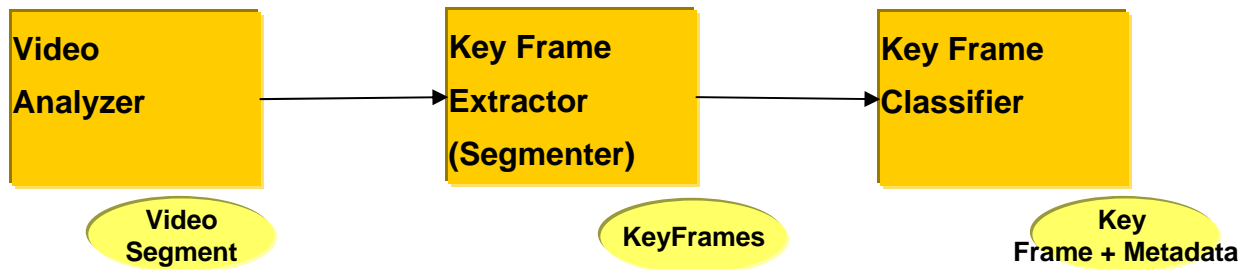 Video
Analyzer
Key Frame
Extractor
(Segmenter)
Key Frame
Classifier
Video
Segment
KeyFrames
Key
Frame + Metadata